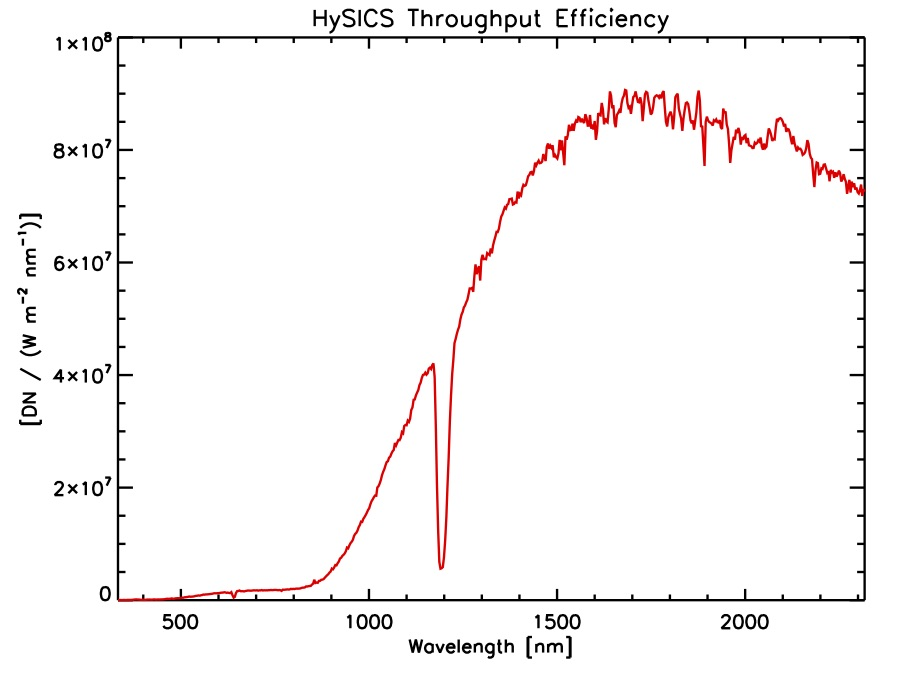 HySICS Throughput Efficiency
1×10⁸
8×10⁷
6×10⁷
4×10⁷
2×10⁷
0
[DN / (W m⁻² nm⁻¹)]
500 1000 1500 2000
Wavelength [nm]